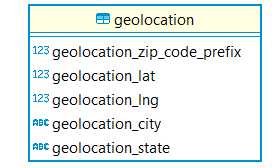 geolocation
123 geolocation_zip_code_prefix
123 geolocation_lat
123 geolocation_lng
ABC geolocation_city
ABC geolocation_state